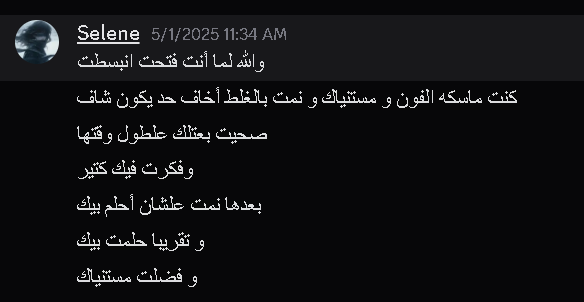 Selene 5/1/2025 11:34 AM
والله لما أنت فتحت انبسطت
كنت ماسكه الفون و مستنياك و نمت بالغلط أخاف حد يكون شاف
صحيت بعتلك علطول وقتها
وفكرت فيك كتير
بعدها نمت علشان أحلم بيك
و تقريبا حلمت بيك
و فضلت مستنياك